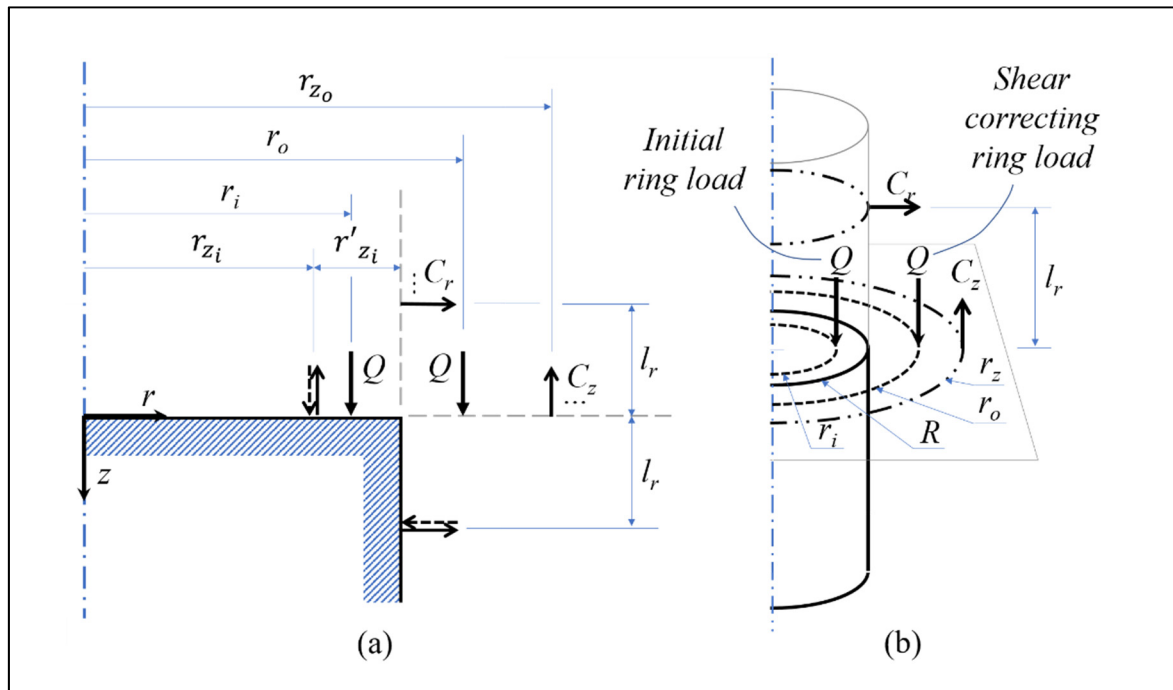 r_{z_o}
r_o
r_i
r_{z_i} r'_{z_i}
C_r
Q Q
C_z
l_r
r
z
l_r
(a)
Initial
ring load
Shear
correcting
ring load
C_r
Q Q
C_z
l_r
r_z
r_o
r_i R
(b)